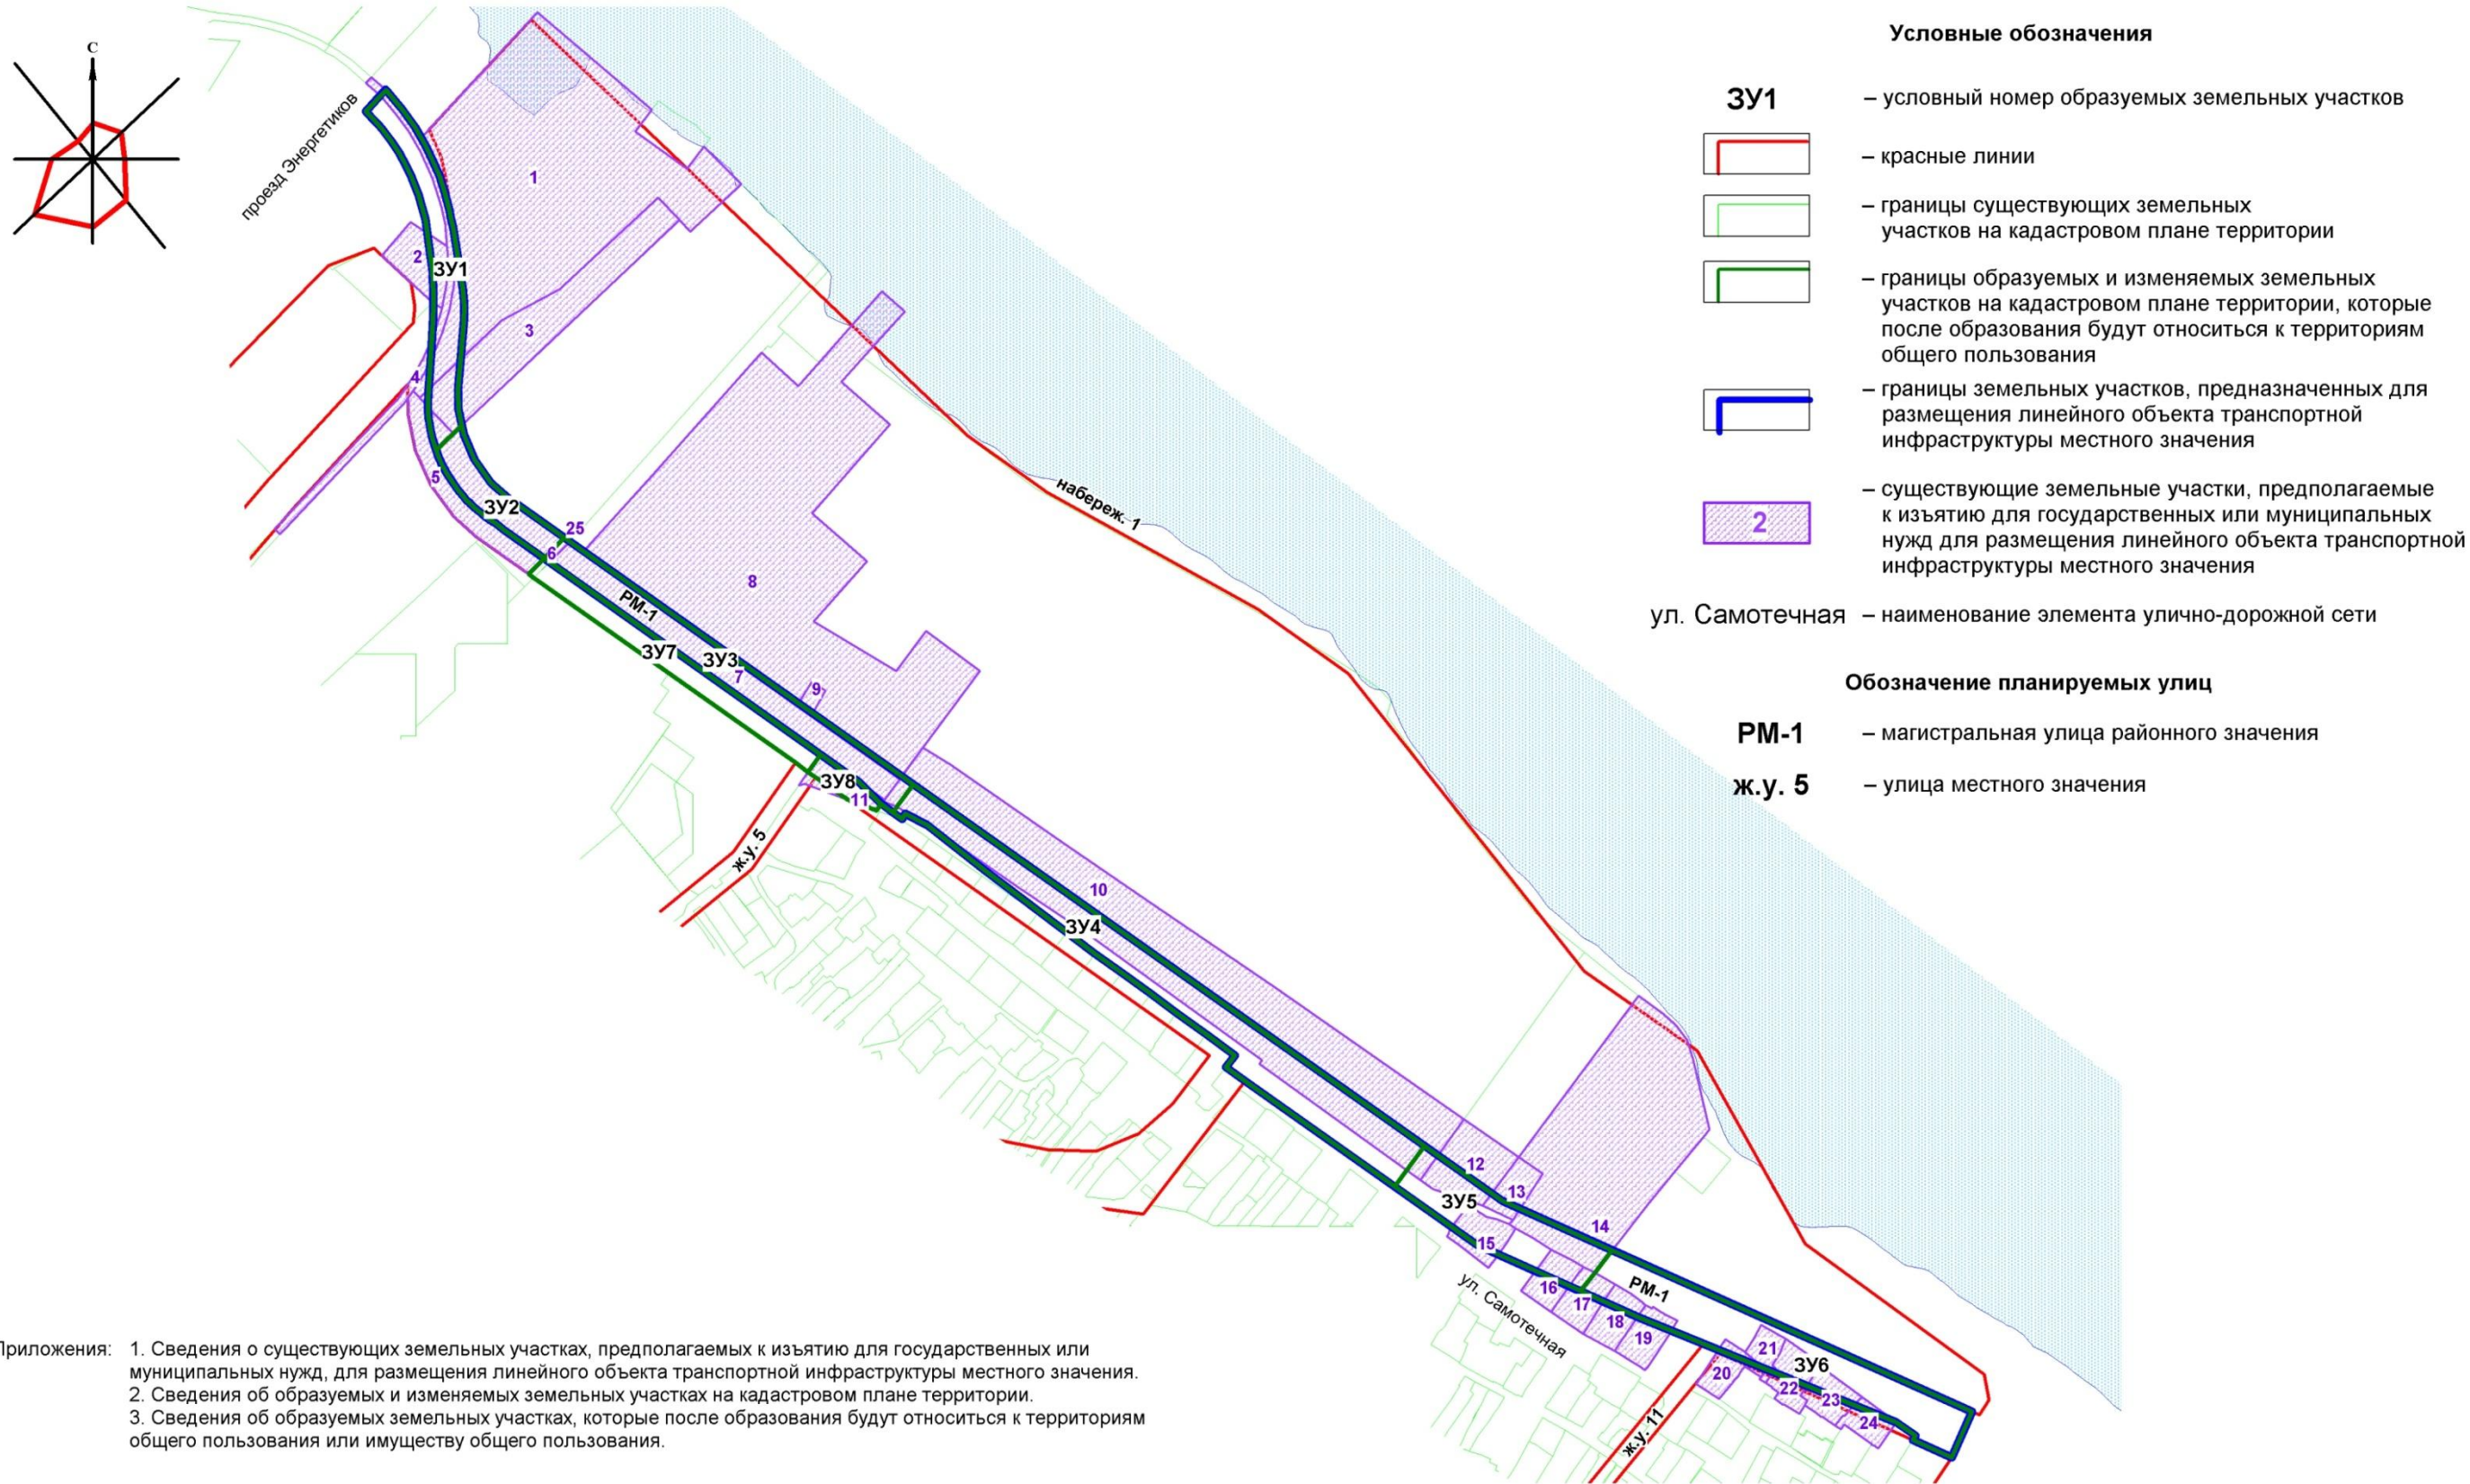 С
проезд Энергетиков
1
2
ЗУ1
3
4
5
ЗУ2
25
6
8
РМ-1
ЗУ7
ЗУ3
7
9
ЗУ8
11
ж.у. 5
набереж. 1
10
ЗУ4
12
13
ЗУ5
14
15
16
17
18
19
РМ-1
ул. Самотечная
20
21
ЗУ6
22
23
24
ж.у. 11
Условные обозначения
ЗУ1 – условный номер образуемых земельных участков
– красные линии
– границы существующих земельных
участков на кадастровом плане территории
– границы образуемых и изменяемых земельных
участков на кадастровом плане территории, которые
после образования будут относиться к территориям
общего пользования
– границы земельных участков, предназначенных для
размещения линейного объекта транспортной
инфраструктуры местного значения
2 – существующие земельные участки, предполагаемые
к изъятию для государственных или муниципальных
нужд для размещения линейного объекта транспортной
инфраструктуры местного значения
ул. Самотечная – наименование элемента улично-дорожной сети
Обозначение планируемых улиц
РМ-1 – магистральная улица районного значения
ж.у. 5 – улица местного значения
Приложения: 1. Сведения о существующих земельных участках, предполагаемых к изъятию для государственных или
муниципальных нужд, для размещения линейного объекта транспортной инфраструктуры местного значения.
2. Сведения об образуемых и изменяемых земельных участках на кадастровом плане территории.
3. Сведения об образуемых земельных участках, которые после образования будут относиться к территориям
общего пользования или имуществу общего пользования.